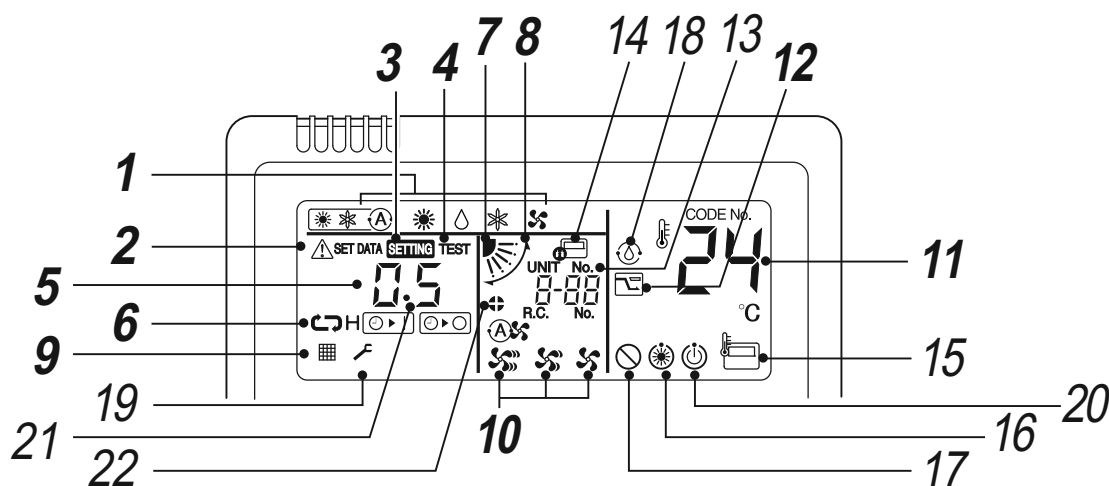 3 4 7 8 14 18 13
12
1
CODE No.
A
2 SET DATA SETTING TEST
UNIT No.
24 11
5 0.5
8-88
R.C. No.
°C
6 H
A
9
15
19
10
20
21
16
22
17